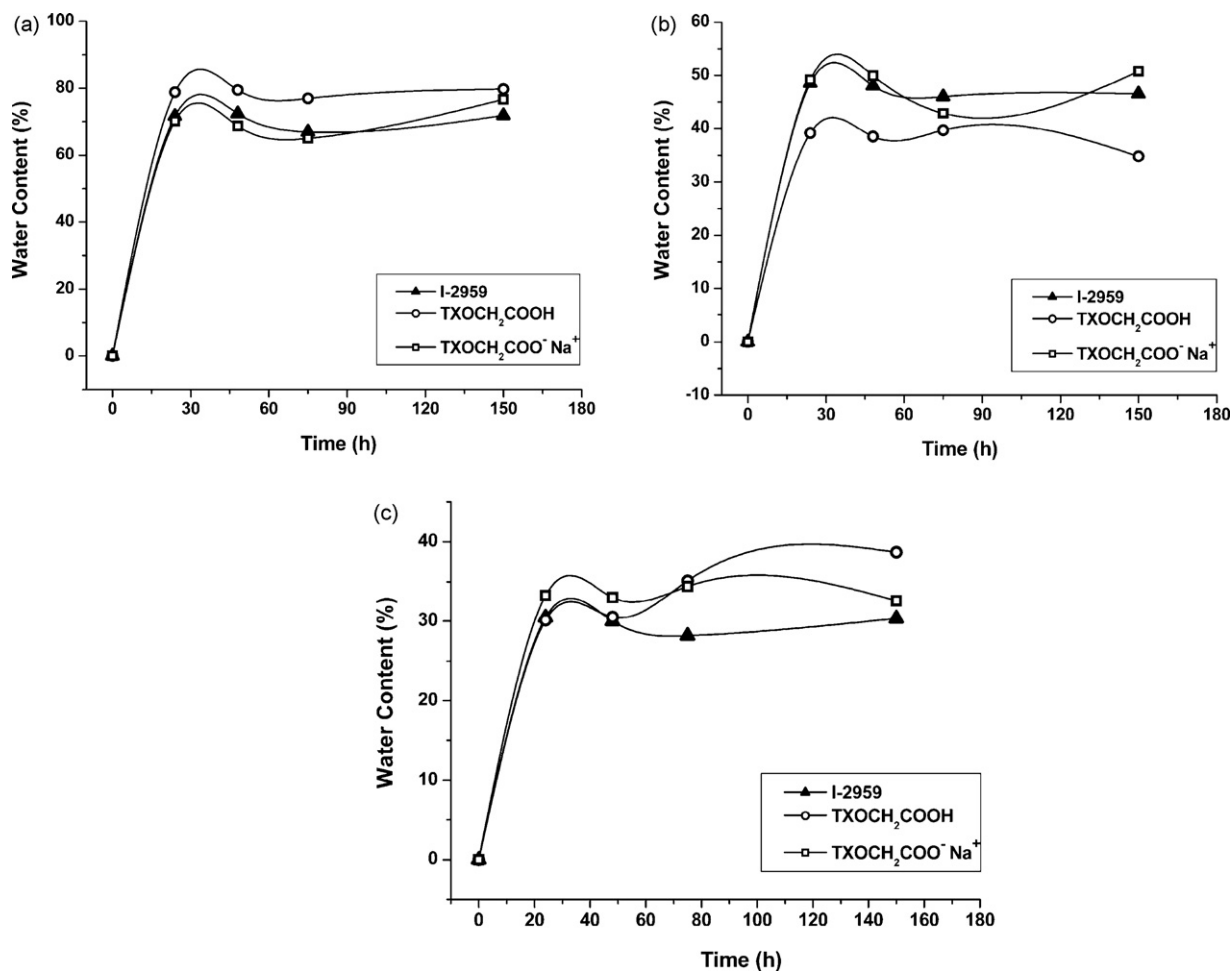 (a)
100
80
60
40
20
0
Water Content (%)
0 30 60 90 120 150 180
Time (h)
I-2959
TXOCH₂COOH
TXOCH₂COO⁻ Na⁺
(b)
60
50
40
30
20
10
0
-10
Water Content (%)
0 30 60 90 120 150 180
Time (h)
I-2959
TXOCH₂COOH
TXOCH₂COO⁻ Na⁺
(c)
40
30
20
10
0
Water Content (%)
0 20 40 60 80 100 120 140 160 180
Time (h)
I-2959
TXOCH₂COOH
TXOCH₂COO⁻ Na⁺